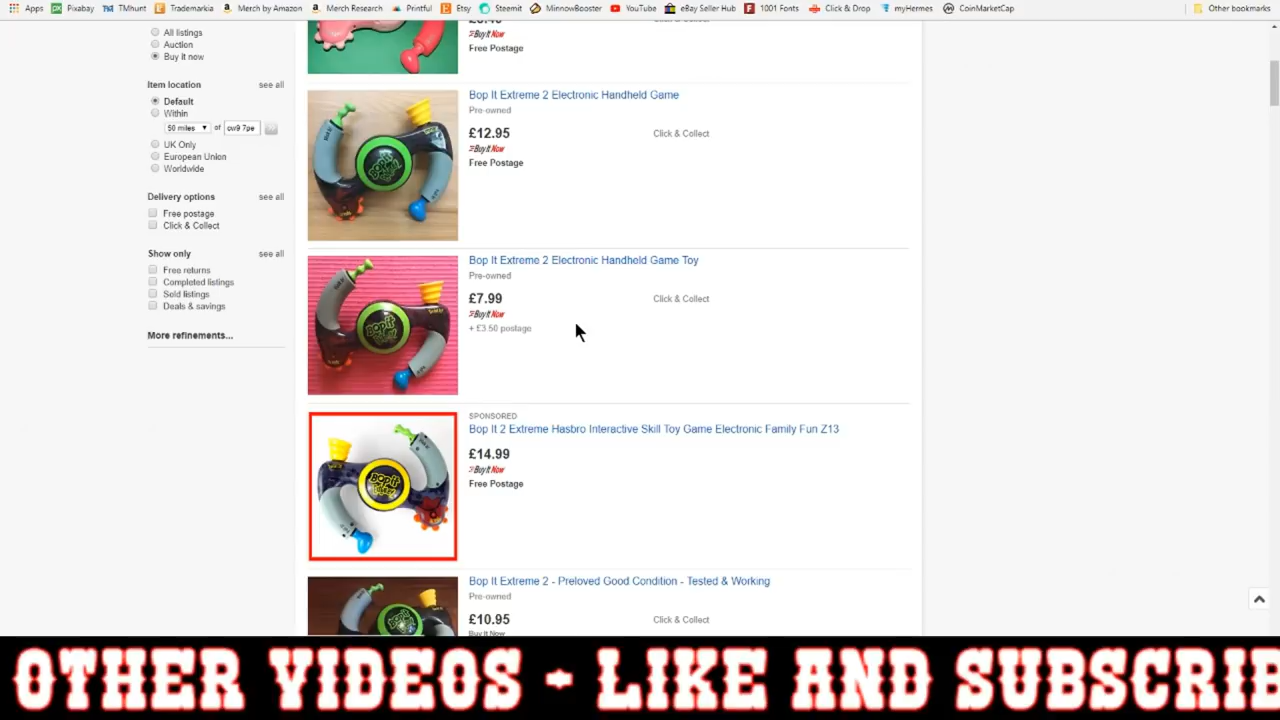 Apps Pixabay TMhunt Trademarkia Merch by Amazon Merch Research Printful Etsy Steemit MinnowBooster YouTube eBay Seller Hub 1001 Fonts Click & Drop myHermes CoinMarketCap Other bookmarks
All listings
Auction
Buy it now
Item location see all
Default
Within
50 miles of cw9 7pe
UK Only
European Union
Worldwide
Delivery options see all
Free postage
Click & Collect
Show only see all
Free returns
Completed listings
Sold listings
Deals & savings
More refinements...
Buy It Now
Free Postage
Bop It Extreme 2 Electronic Handheld Game
Pre-owned
£12.95 Click & Collect
Buy It Now
Free Postage
Bop It Extreme 2 Electronic Handheld Game Toy
Pre-owned
£7.99 Click & Collect
Buy It Now
+ £3.50 postage
SPONSORED
Bop It 2 Extreme Hasbro Interactive Skill Toy Game Electronic Family Fun Z13
£14.99
Buy It Now
Free Postage
Bop It Extreme 2 - Preloved Good Condition - Tested & Working
Pre-owned
£10.95 Click & Collect
Buy It Now
OTHER VIDEOS - LIKE AND SUBSCRIB